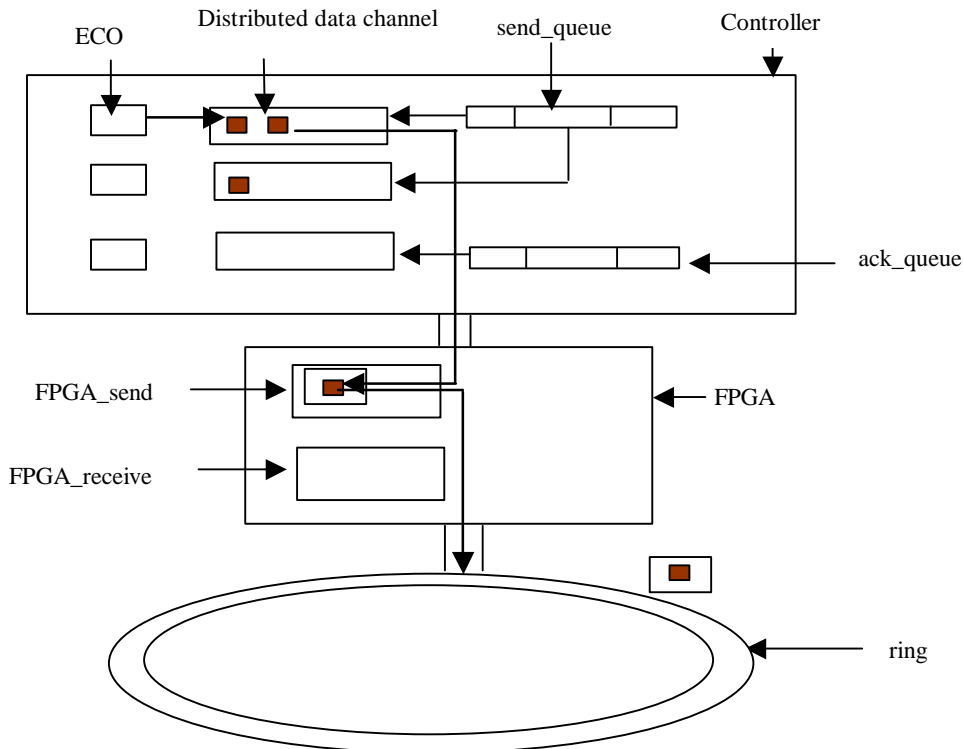 Distributed data channel
send_queue
Controller
ECO
ack_queue
FPGA_send
FPGA
FPGA_receive
ring